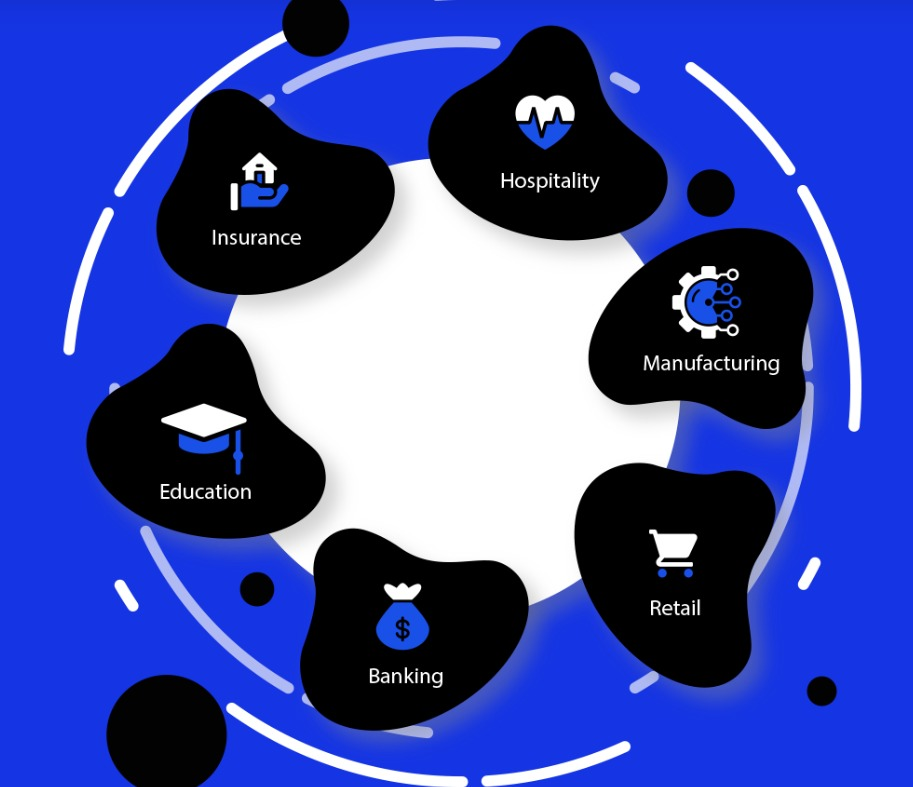 Hospitality
Insurance
Manufacturing
Education
Retail
$
Banking